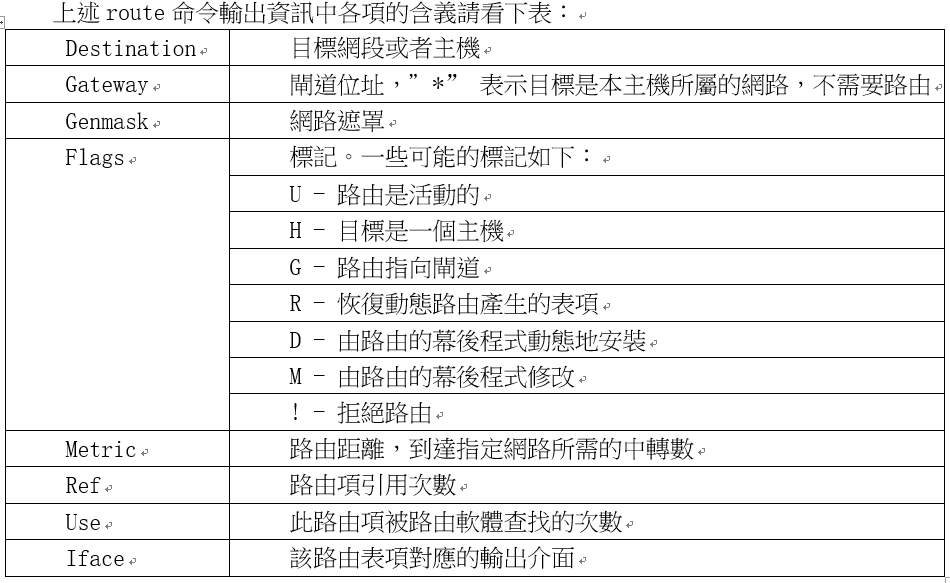 上述 route 命令輸出資訊中各項的含義請看下表：
Destination 目標網段或者主機
Gateway 閘道位址，”*” 表示目標是本主機所屬的網路，不需要路由
Genmask 網路遮罩
Flags 標記。一些可能的標記如下：
U - 路由是活動的
H - 目標是一個主機
G - 路由指向閘道
R - 恢復動態路由產生的表項
D - 由路由的幕後程式動態地安裝
M - 由路由的幕後程式修改
! - 拒絕路由
Metric 路由距離，到達指定網路所需的中轉數
Ref 路由項引用次數
Use 此路由項被路由軟體查找的次數
Iface 該路由表項對應的輸出介面